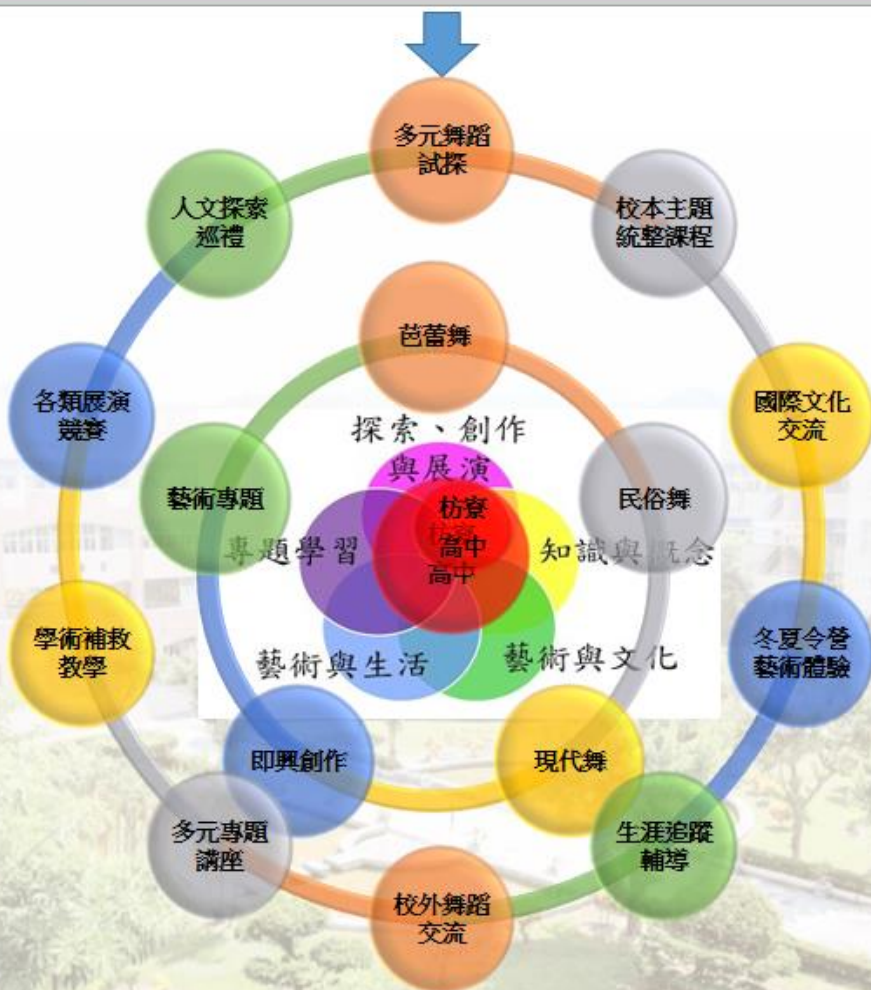 多元舞蹈
試探
人文探索
巡禮
校本主題
統整課程
芭蕾舞
各類展演
競賽
國際文化
交流
探索、創作
與展演
藝術專題
民俗舞
枋寮
高中
枋寮
高中
專題學習
知識與概念
學術補救
教學
冬夏令營
藝術體驗
藝術與生活
藝術與文化
即興創作
現代舞
多元專題
講座
生涯追蹤
輔導
校外舞蹈
交流